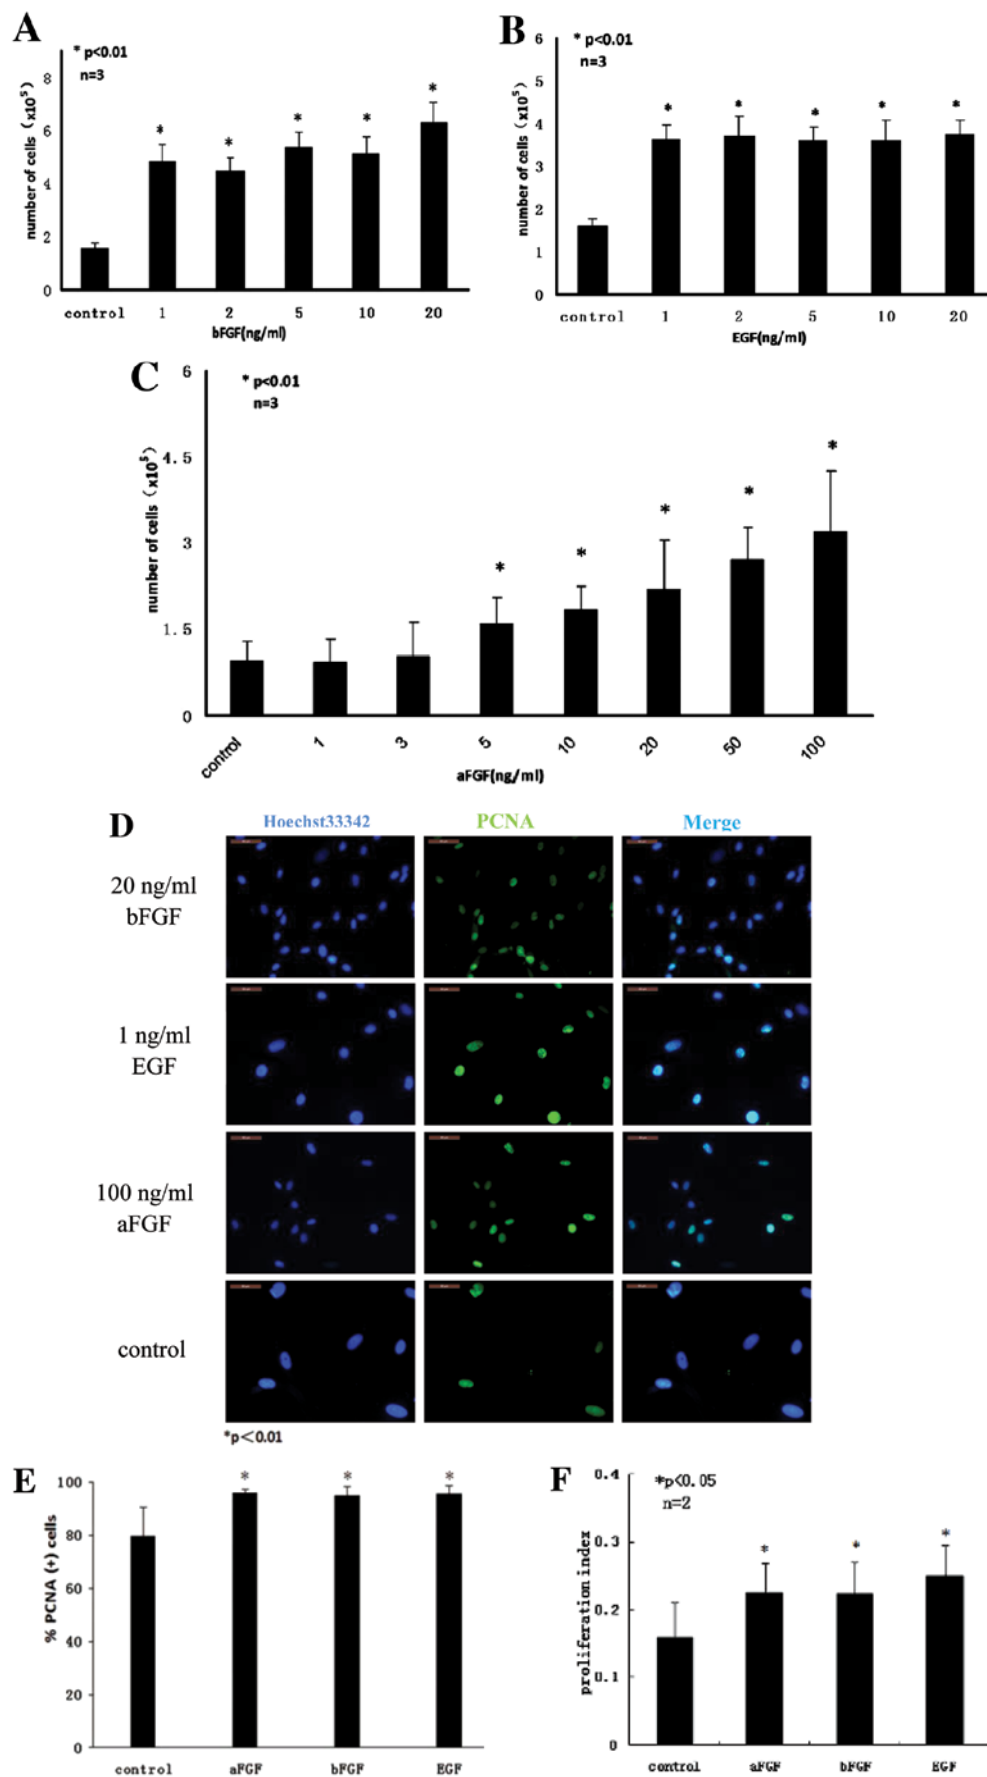 A
* p<0.01
n=3
number of cells (x10⁵)
8
6
4
2
0
* * * * *
control 1 2 5 10 20
bFGF(ng/ml)
B
* p<0.01
n=3
number of cells (x10⁵)
6
5
4
3
2
1
0
* * * * *
control 1 2 5 10 20
EGF(ng/ml)
C
* p<0.01
n=3
number of cells (x10⁵)
6
4.5
3
1.5
0
* * * * *
control 1 3 5 10 20 50 100
aFGF(ng/ml)
D
Hoechst33342 PCNA Merge
20 ng/ml
bFGF
1 ng/ml
EGF
100 ng/ml
aFGF
control
*p<0.01
E
% PCNA (+) cells
100
80
60
40
20
0
* * *
control aFGF bFGF EGF
F
*p<0.05
n=2
proliferation index
0.4
0.3
0.2
0.1
0
* * *
control aFGF bFGF EGF